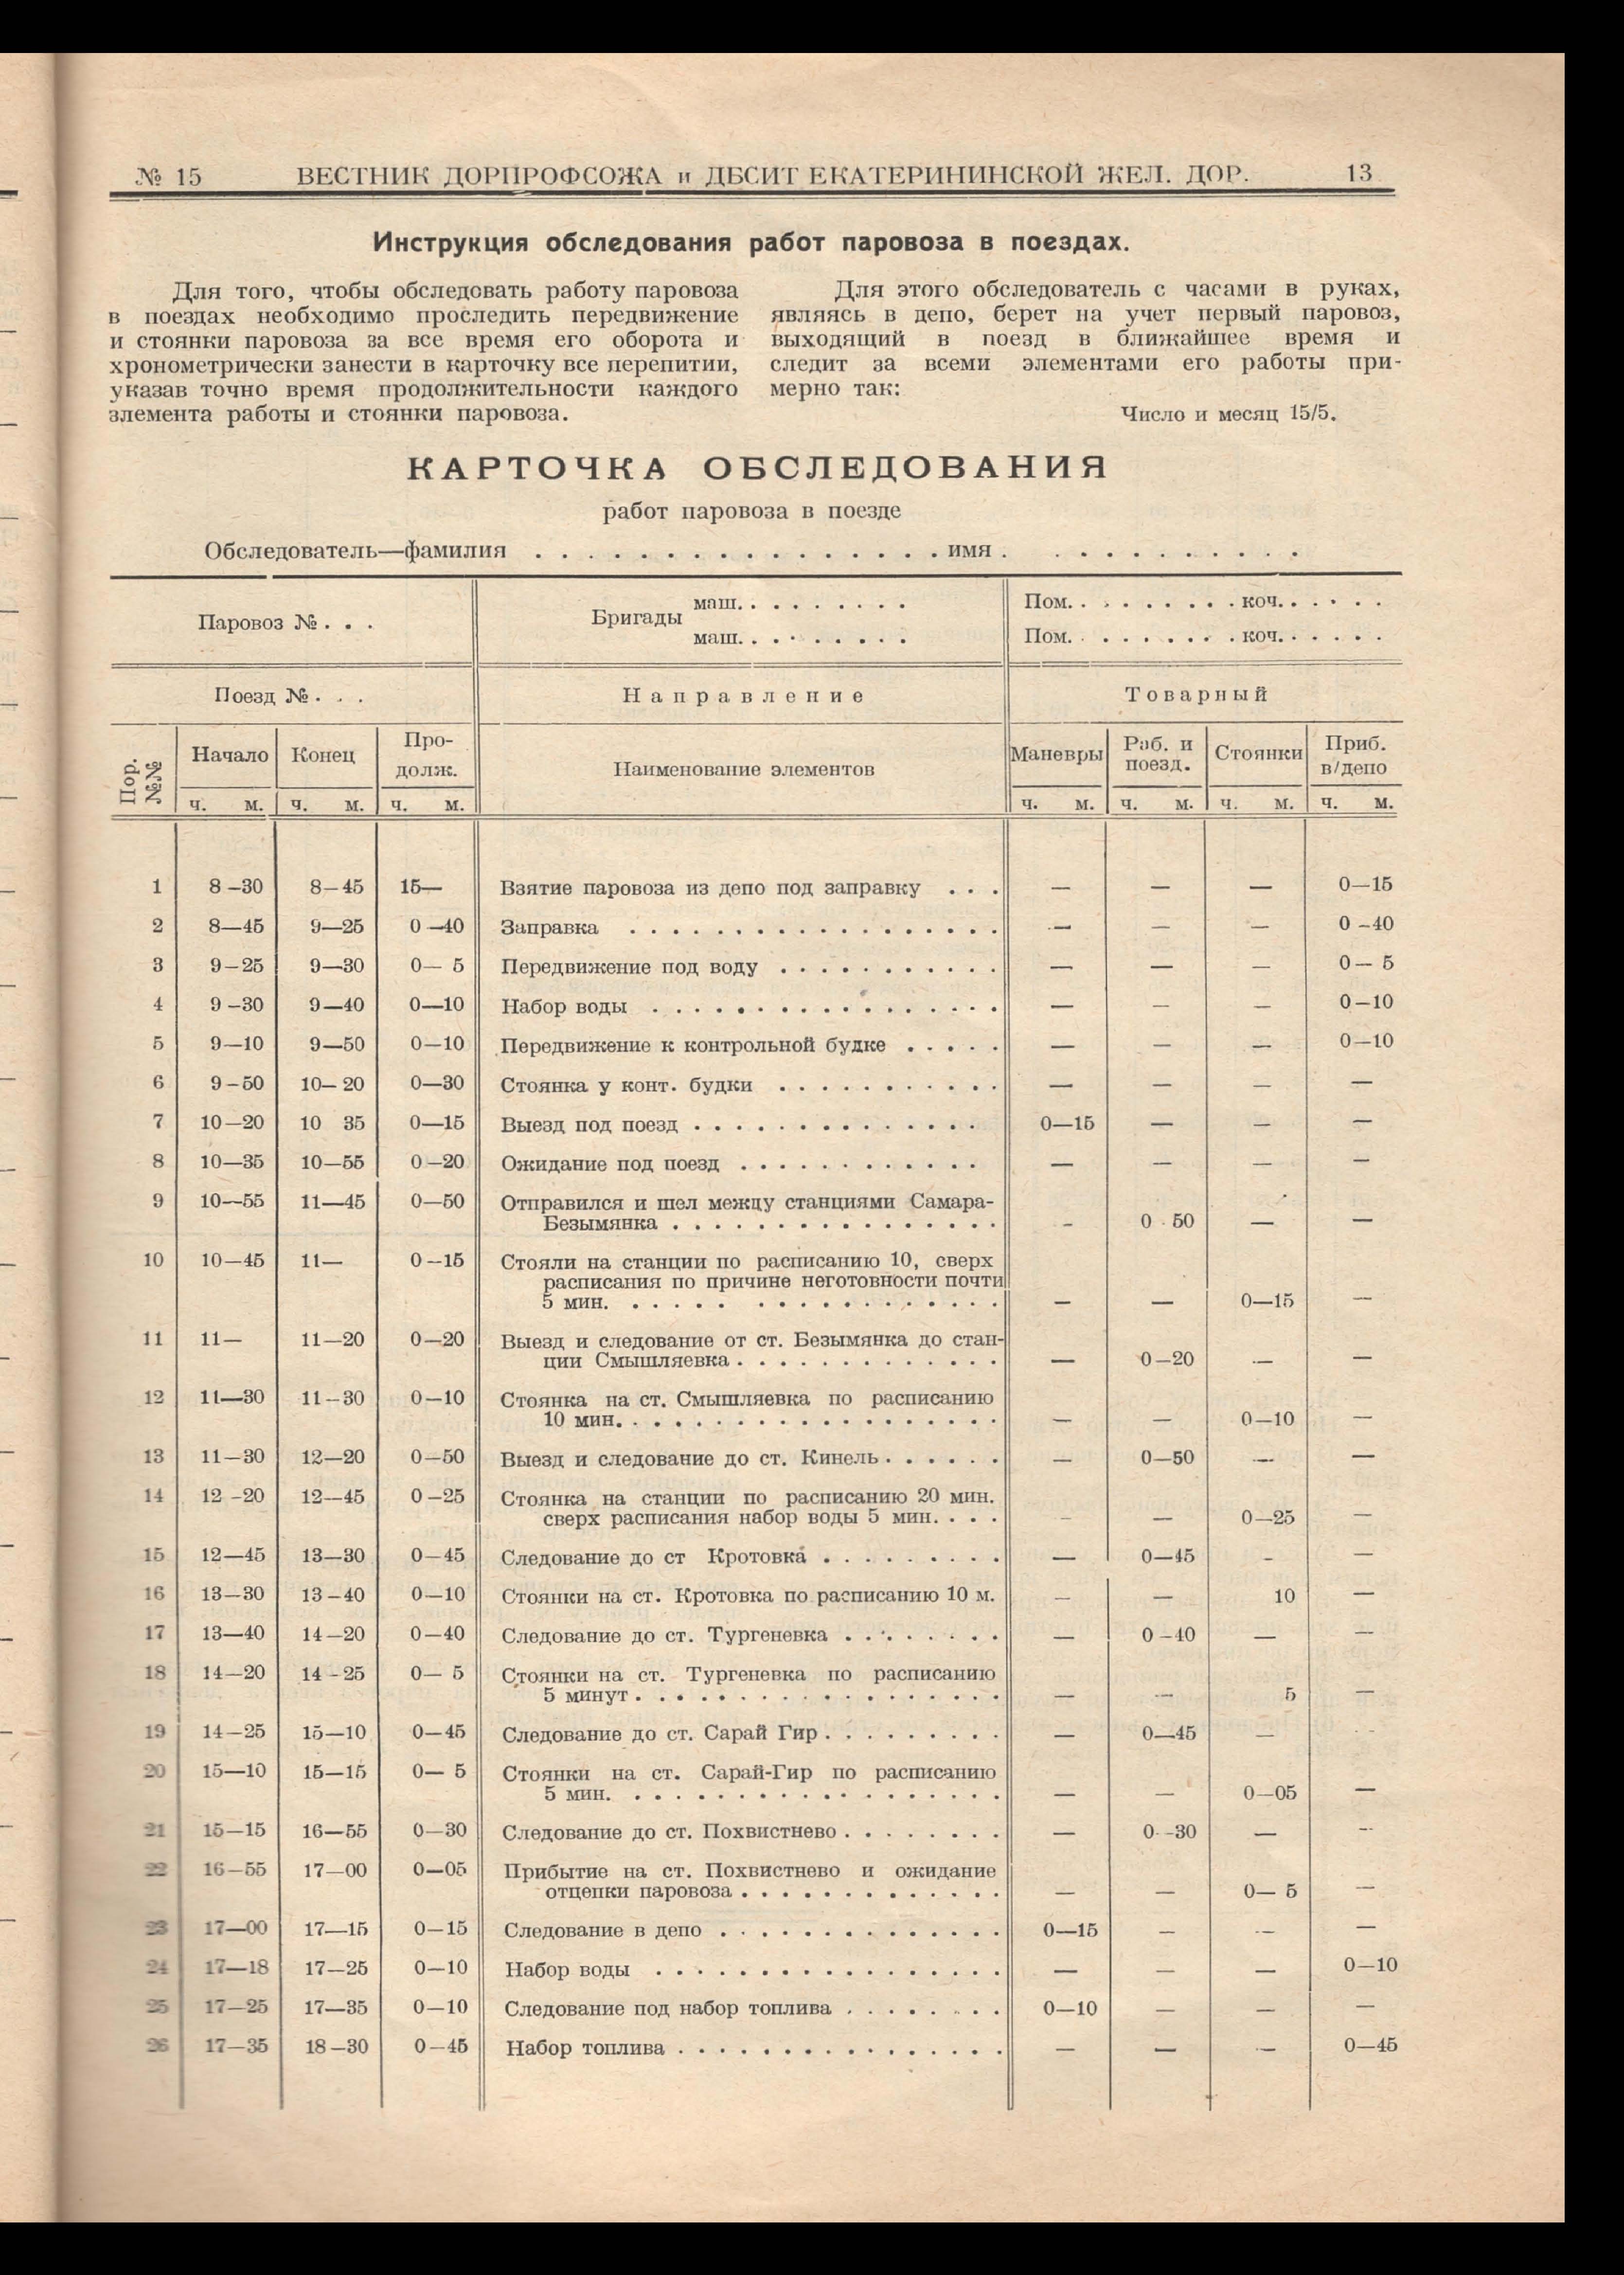 № 15 ВЕСТНИК ДОРПРОФСОЖА и ДБСИТ ЕКАТЕРИНИНСКОЙ ЖЕЛ. ДОР. 13
Инструкция обследования работ паровоза в поездах.
Для того, чтобы обследовать работу паровоза
в поездах необходимо проследить передвижение
и стоянки паровоза за все время его оборота и
хронометрически занести в карточку все перепитии,
указав точно время продолжительности каждого
элемента работы и стоянки паровоза.
Для этого обследователь с часами в руках,
являясь в депо, берет на учет первый паровоз,
выходящий в поезд в ближайшее время и
следит за всеми элементами его работы при-
мерно так:
Число и месяц 15/5.
КАРТОЧКА ОБСЛЕДОВАНИЯ
работ паровоза в поезде
Обследователь—фамилия . . . . . . . . . . . . . . . . имя . . . . . . . . . . .
Паровоз № . . .
Бригады
маш. . . . . . . . .
маш. . . . . . . . .
Пом. . . . . . . . . коч. . . . . .
Пом. . . . . . . . . коч. . . . . .
Поезд № . . . Направление Товарный
Пор. №№ Начало Конец Про-долж. Наименование элементов Маневры Раб. и поезд. Стоянки Приб. в/депо
ч. м. ч. м. ч. м. ч. м. ч. м. ч. м. ч. м.
1 8—30 8—45 15— Взятие паровоза из депо под заправку . . . — — — 0—15
2 8—45 9—25 0—40 Заправка . . . . . . . . . . . . . . . . . — — — 0—40
3 9—25 9—30 0— 5 Передвижение под воду . . . . . . . . . . . — — — 0— 5
4 9—30 9—40 0—10 Набор воды . . . . . . . . . . . . . . . . — — — 0—10
5 9—10 9—50 0—10 Передвижение к контрольной будке . . . . . — — — 0—10
6 9—50 10—20 0—30 Стоянка у конт. будки . . . . . . . . . . . — — — —
7 10—20 10 35 0—15 Выезд под поезд . . . . . . . . . . . . . . 0—15 — — —
8 10—35 10—55 0—20 Ожидание под поезд . . . . . . . . . . . . — — — —
9 10—55 11—45 0—50 Отправился и шел между станциями Самара-
Безымянка . . . . . . . . . . . . . . . . — 0 50 — —
10 10—45 11— 0—15 Стояли на станции по расписанию 10, сверх
расписания по причине неготовности почти
5 мин. . . . . . . . . . . . . . . . . — — 0—15 —
11 11— 11—20 0—20 Выезд и следование от ст. Безымянка до стан-
ции Смышляевка . . . . . . . . . . . . . — 0—20 — —
12 11—30 11—30 0—10 Стоянка на ст. Смышляевка по расписанию
10 мин. . . . . . . . . . . . . . . . . . — — 0—10 —
13 11—30 12—20 0—50 Выезд и следование до ст. Кинель . . . . . . — 0—50 — —
14 12—20 12—45 0—25 Стоянка на станции по расписанию 20 мин.
сверх расписания набор воды 5 мин. . . . — — 0—25 —
15 12—45 13—30 0—45 Следование до ст Кротовка . . . . . . . . . — 0—45 — —
16 13—30 13—40 0—10 Стоянки на ст. Кротовка по расписанию 10 м. — — 10 —
17 13—40 14—20 0—40 Следование до ст. Тургеневка . . . . . . . . — 0—40 — —
18 14—20 14—25 0— 5 Стоянки на ст. Тургеневка по расписанию
5 минут . . . . . . . . . . . . . . . . . — — 5 —
19 14—25 15—10 0—45 Следование до ст. Сарай Гир . . . . . . . . . — 0—45 — —
20 15—10 15—15 0— 5 Стоянки на ст. Сарай-Гир по расписанию
5 мин. . . . . . . . . . . . . . . . . . — — 0—05 —
21 15—15 16—55 0—30 Следование до ст. Похвистнево . . . . . . . . — 0—30 — —
22 16—55 17—00 0—05 Прибытие на ст. Похвистнево и ожидание
отцепки паровоза . . . . . . . . . . . . . — — 0— 5 —
23 17—00 17—15 0—15 Следование в депо . . . . . . . . . . . . . . 0—15 — — —
24 17—18 17—25 0—10 Набор воды . . . . . . . . . . . . . . . . . — — — 0—10
25 17—25 17—35 0—10 Следование под набор топлива . . . . . . . . 0—10 — — —
26 17—35 18—30 0—45 Набор топлива . . . . . . . . . . . . . . . . — — — 0—45